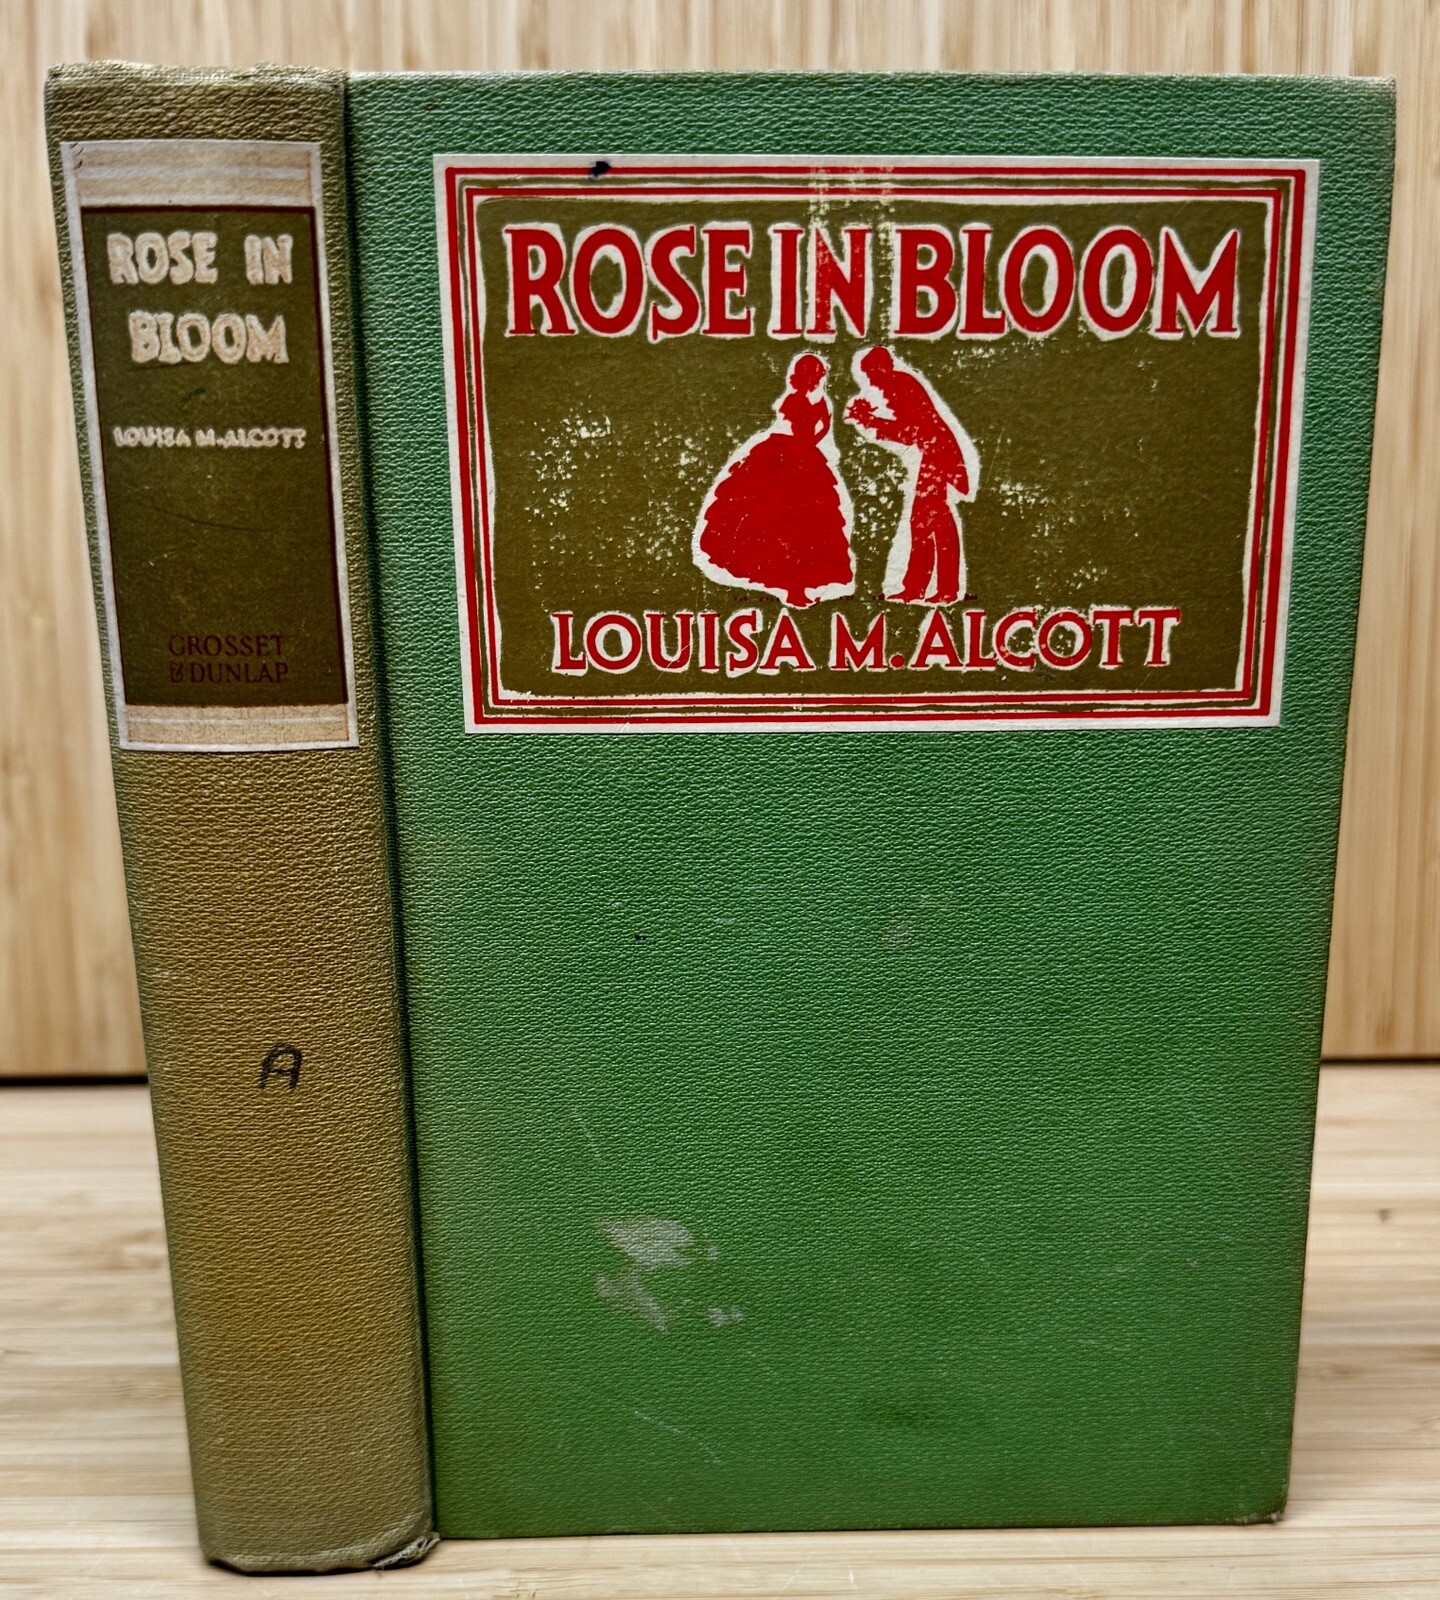 ROSE IN
BLOOM
LOUISA M. ALCOTT
GROSSET
& DUNLAP
A
ROSE IN BLOOM
LOUISA M. ALCOTT